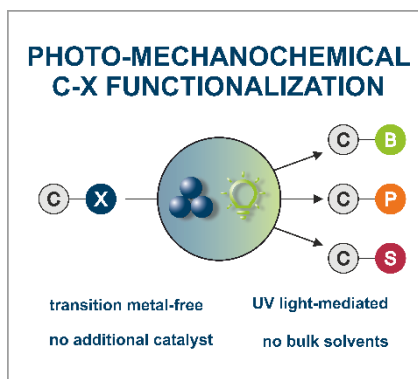 PHOTO-MECHANOCHEMICAL
C-X FUNCTIONALIZATION
C B
C X C P
C S
transition metal-free UV light-mediated
no additional catalyst no bulk solvents